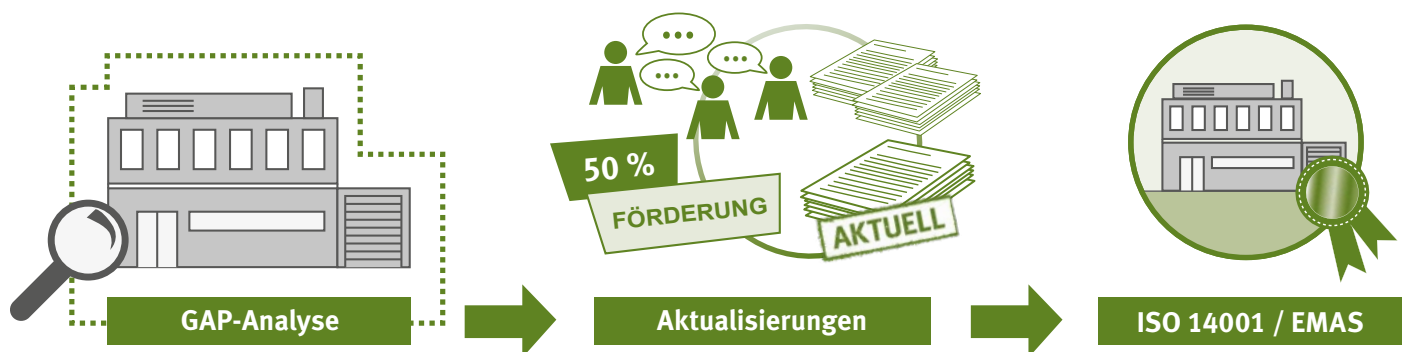 50 %
FÖRDERUNG
AKTUELL
GAP-Analyse
Aktualisierungen
ISO 14001 / EMAS